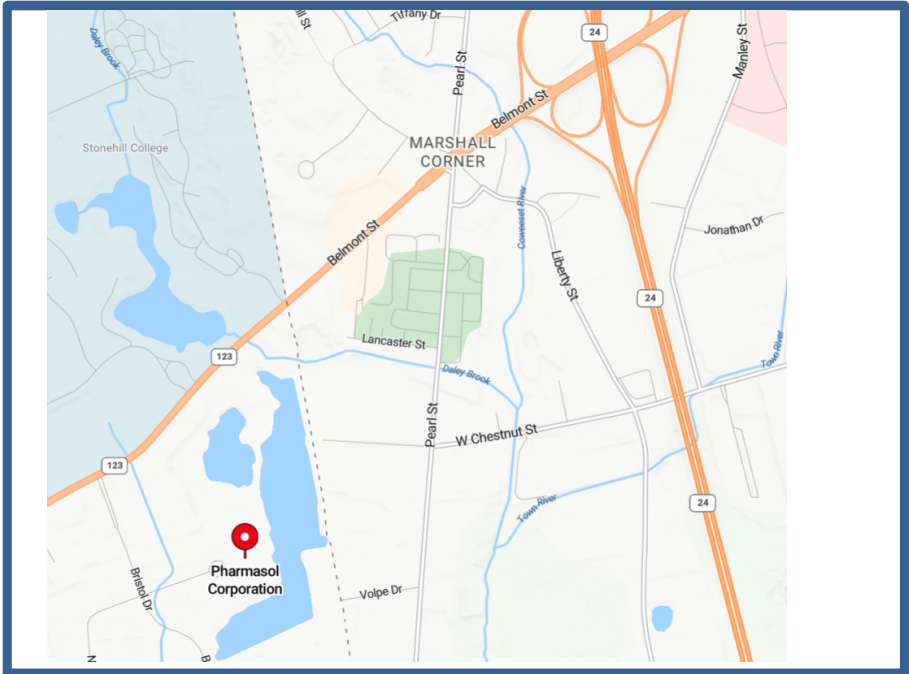 Tiffany Dr
Daley Brook
24
Manley St
Pearl St
Belmont St
MARSHALL
CORNER
Stonehill College
Coweeset River
Jonathan Dr
Belmont St
Liberty St
24
Lancaster St
Town River
123
Daley Brook
Pearl St
W Chestnut St
123
24
Town River
Pharmasol
Corporation
Bristol Dr
Volpe Dr